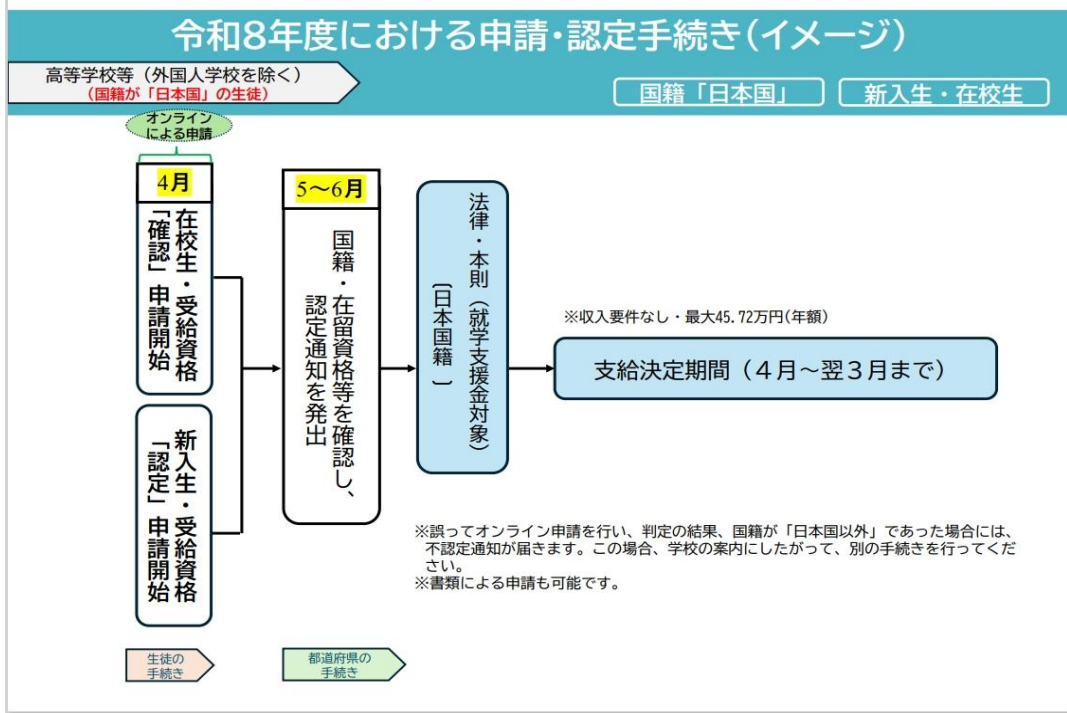 令和8年度における申請・認定手続き(イメージ)
高等学校等（外国人学校を除く）
（国籍が「日本国」の生徒）
国籍「日本国」
新入生・在校生
オンライン
による申請
4月
在校生・受給資格
「確認」申請開始
新入生・受給資格
「認定」申請開始
5～6月
国籍・在留資格等を確認し、
認定通知を発出
法律・本則（就学支援金対象）
〔日本国籍〕
※収入要件なし・最大45.72万円(年額)
支給決定期間（４月～翌３月まで）
※誤ってオンライン申請を行い、判定の結果、国籍が「日本国以外」であった場合には、
不認定通知が届きます。この場合、学校の案内にしたがって、別の手続きを行ってくだ
さい。
※書類による申請も可能です。
生徒の
手続き
都道府県の
手続き